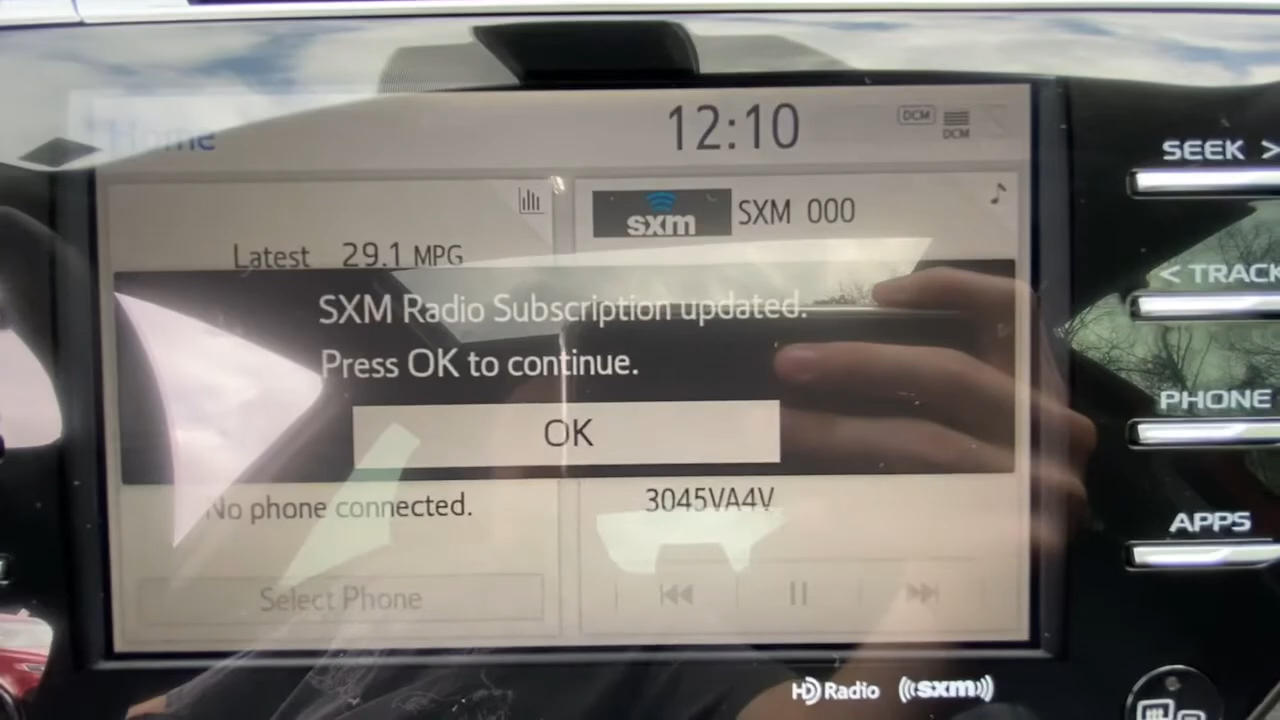 Home
12:10
DCM
DCM
sxm
SXM 000
Latest 29.1 MPG
SXM Radio Subscription updated.
Press OK to continue.
OK
No phone connected.
3045VA4V
Select Phone
SEEK >
< TRACK
PHONE
APPS
HD Radio
sxm